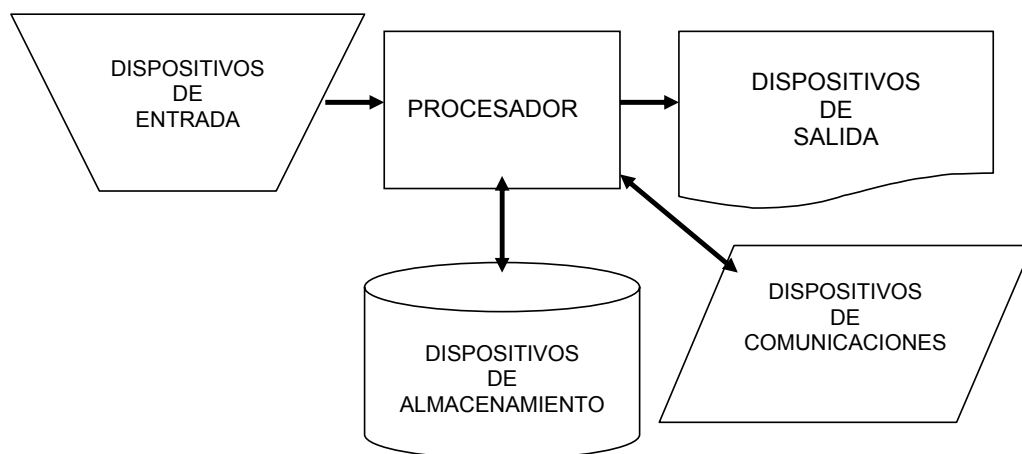 DISPOSITIVOS
DE
ENTRADA
PROCESADOR
DISPOSITIVOS
DE
SALIDA
DISPOSITIVOS
DE
ALMACENAMIENTO
DISPOSITIVOS
DE
COMUNICACIONES